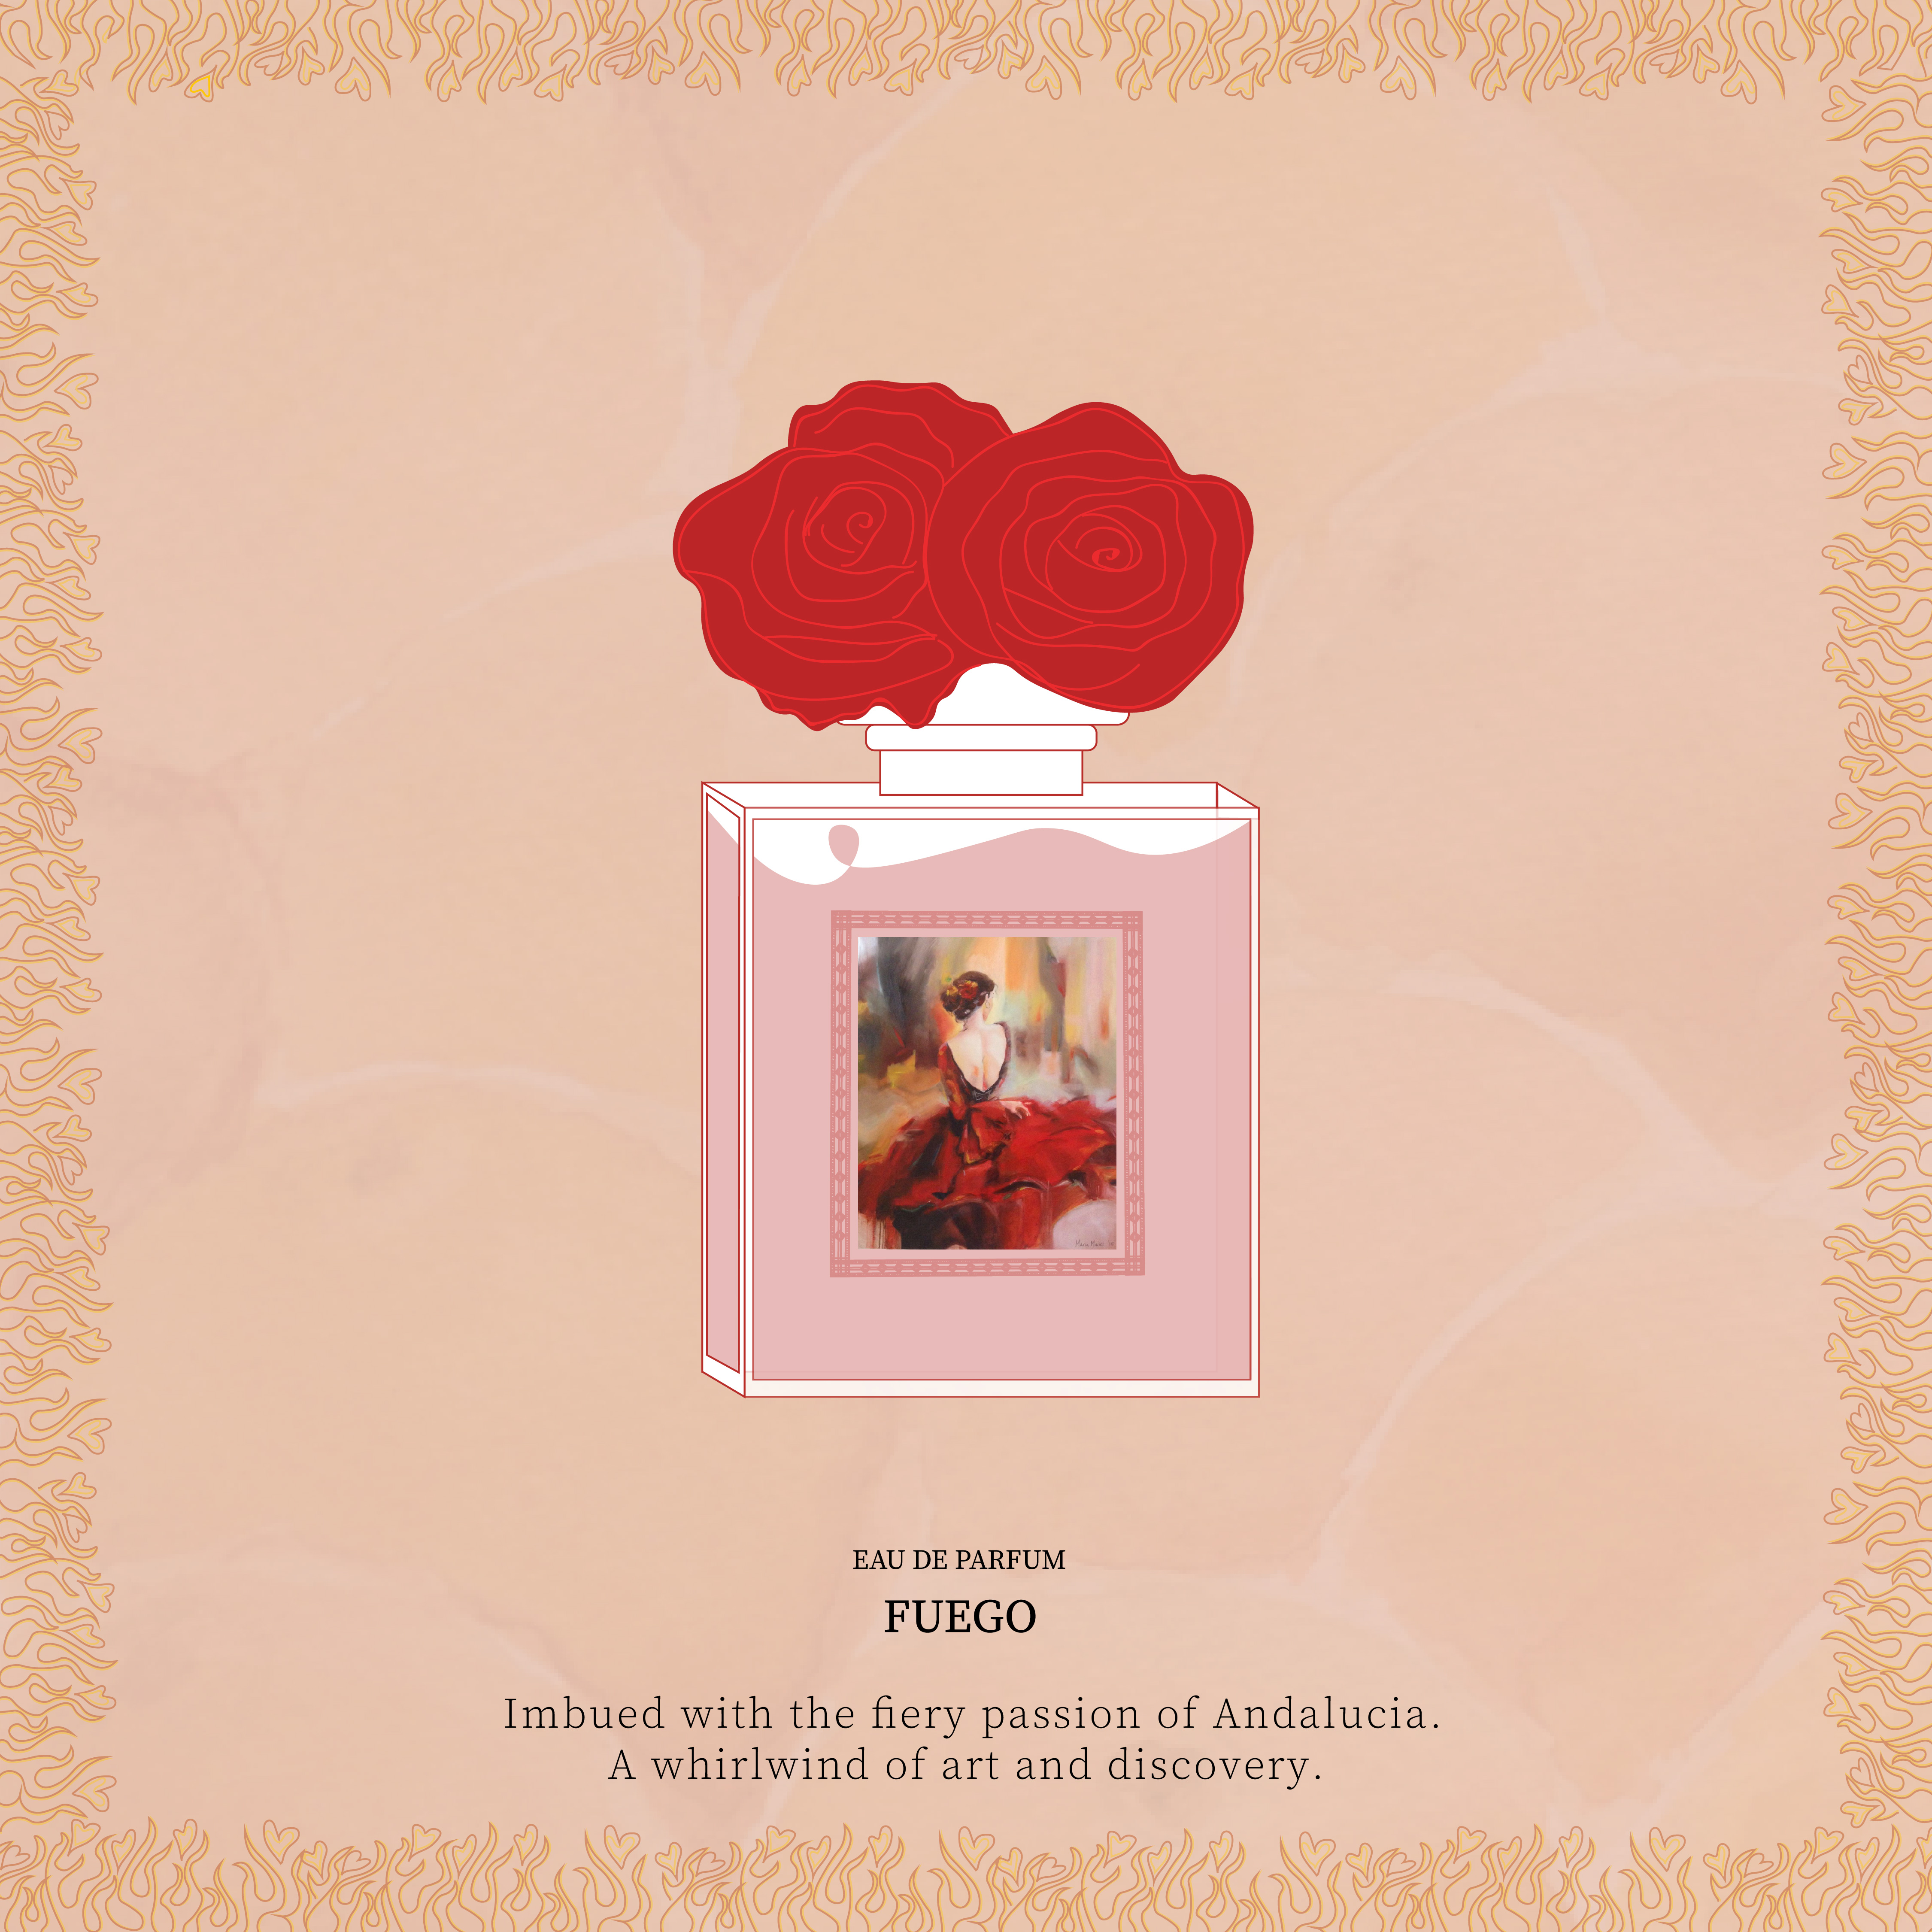 EAU DE PARFUM
FUEGO
Imbued with the fiery passion of Andalucia.
A whirlwind of art and discovery.